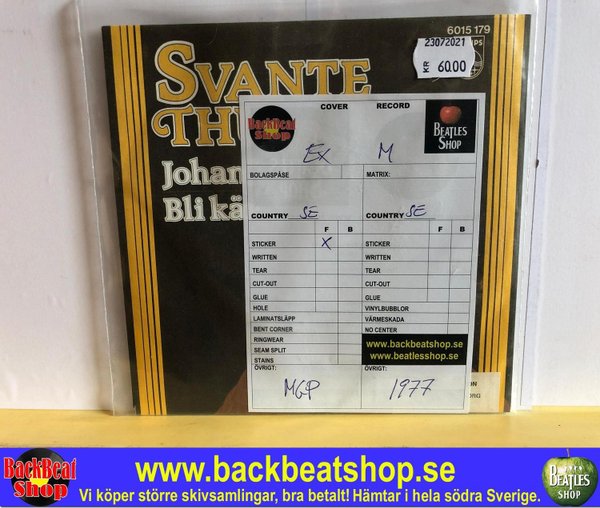 6015 179
23072021
KR 60.00
SVANTE
TH
Johan
Bli kä
COVER RECORD
BackBeat Shop
BEATLES SHOP
EX M
BOLAGSPÅSE MATRIX:
COUNTRY SE COUNTRY SE
F B F B
STICKER X STICKER
WRITTEN WRITTEN
TEAR TEAR
CUT-OUT CUT-OUT
GLUE GLUE
HOLE VINYLBUBBLOR
LAMINATSLÄPP VÄRMESKADA
BENT CORNER NO CENTER
RINGWEAR www.backbeatshop.se
SEAM SPLIT www.beatlesshop.se
STAINS
ÖVRIGT: ÖVRIGT:
MGP 1977
ON
ORG
BackBeat Shop
www.backbeatshop.se
Vi köper större skivsamlingar, bra betalt! Hämtar i hela södra Sverige.
BEATLES SHOP